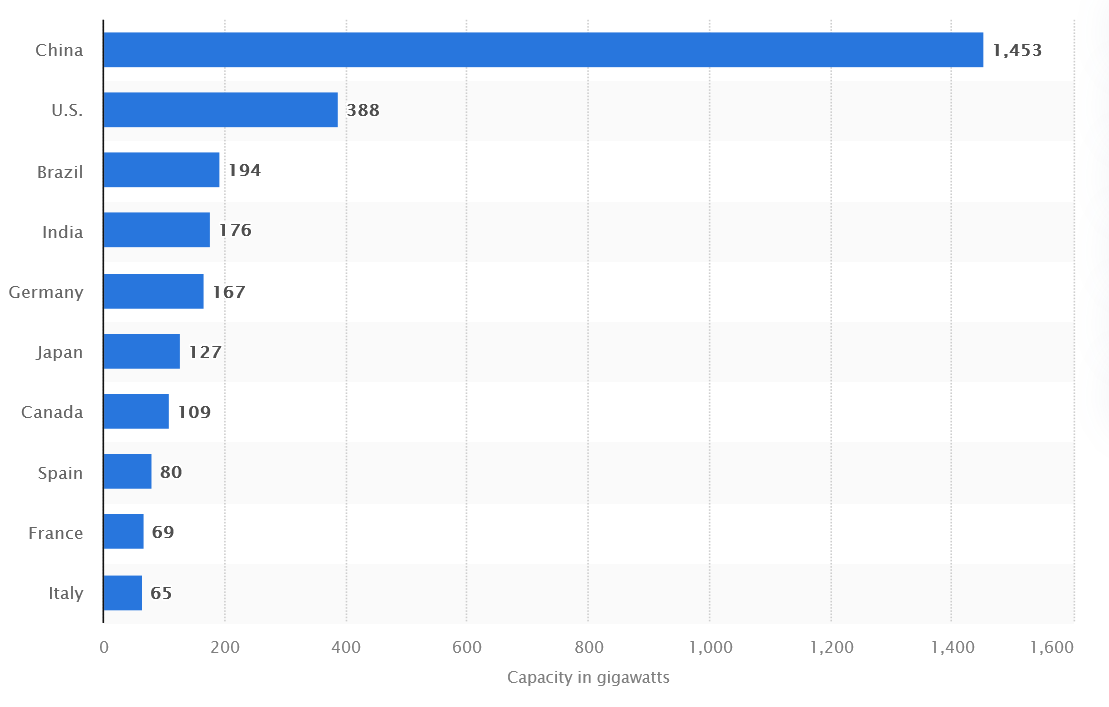 China 1,453
U.S. 388
Brazil 194
India 176
Germany 167
Japan 127
Canada 109
Spain 80
France 69
Italy 65
0 200 400 600 800 1,000 1,200 1,400 1,600
Capacity in gigawatts